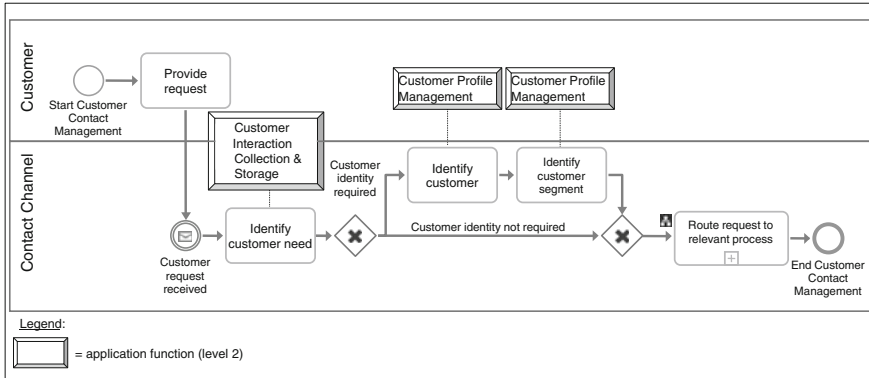 Customer
Provide
request
Start Customer
Contact
Management
Customer Profile
Management
Customer Profile
Management
Contact Channel
Customer
Interaction
Collection &
Storage
Customer
identity
required
Identify
customer
Identify
customer
segment
Identify
customer need
Customer identity not required
Route request to
relevant process
Customer
request
received
End Customer
Contact
Management
Legend:
= application function (level 2)